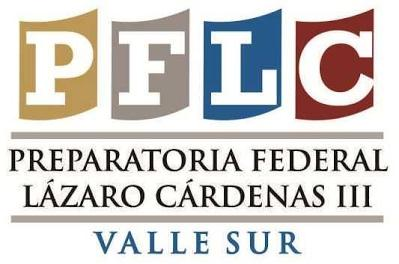 PFLC
PREPARATORIA FEDERAL
LÁZARO CÁRDENAS III
VALLE SUR